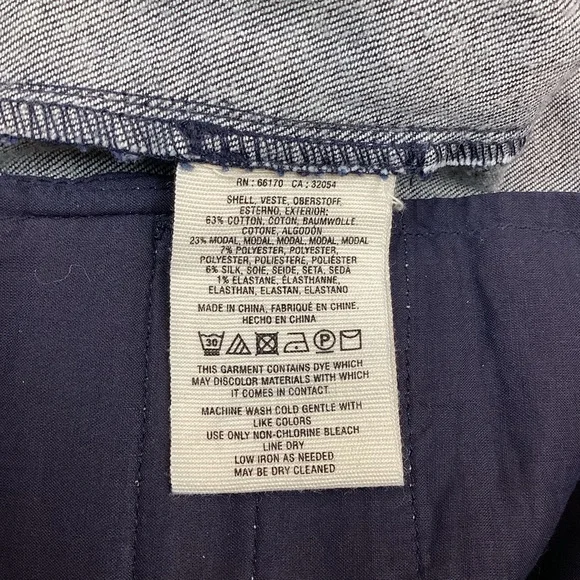 RN : 66170 CA : 32054
SHELL, VESTE, OBERSTOFF,
ESTERNO, EXTERIOR:
63% COTTON, COTON, BAUMWOLLE
COTONE, ALGODÓN
23% MODAL, MODAL, MODAL, MODAL
7% POLYESTER, POLYESTER,
POLYESTER, POLIESTERE, POLIÉSTER
6% SILK, SOIE, SEIDE, SETA, SEDA
1% ELASTANE, ÉLASTHANNE,
ELASTHAN, ELASTAN, ELASTANO
MADE IN CHINA, FABRIQUÉ EN CHINE.
HECHO EN CHINA
30 P
THIS GARMENT CONTAINS DYE WHICH
MAY DISCOLOR MATERIALS WITH WHICH
IT COMES IN CONTACT.
MACHINE WASH COLD GENTLE WITH
LIKE COLORS
USE ONLY NON-CHLORINE BLEACH
LINE DRY
LOW IRON AS NEEDED
MAY BE DRY CLEANED